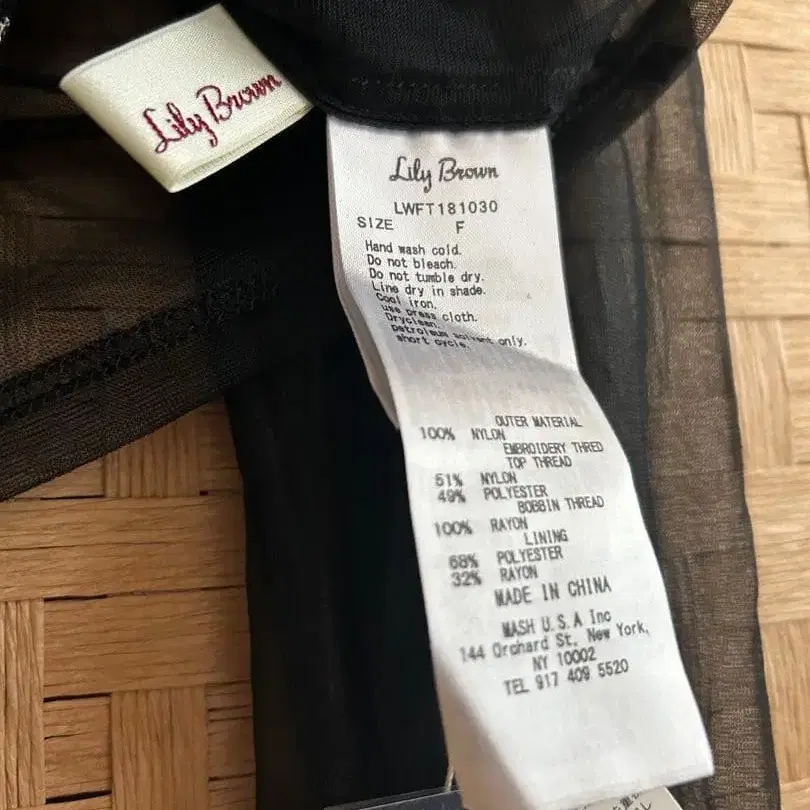 Lily Brown
Lily Brown
LWFT181030
SIZE F
Hand wash cold.
Do not bleach.
Do not tumble dry.
Line dry in shade.
Cool iron.
use press cloth.
Dryclean.
petroleum solvent only.
short cycle.
OUTER MATERIAL
100% NYLON
EMBROIDERY THRED
TOP THREAD
51% NYLON
49% POLYESTER
BOBBIN THREAD
100% RAYON
LINING
68% POLYESTER
32% RAYON
MADE IN CHINA
MASH U.S.A Inc
144 Orchard St. New York,
NY 10002
TEL 917 409 5520